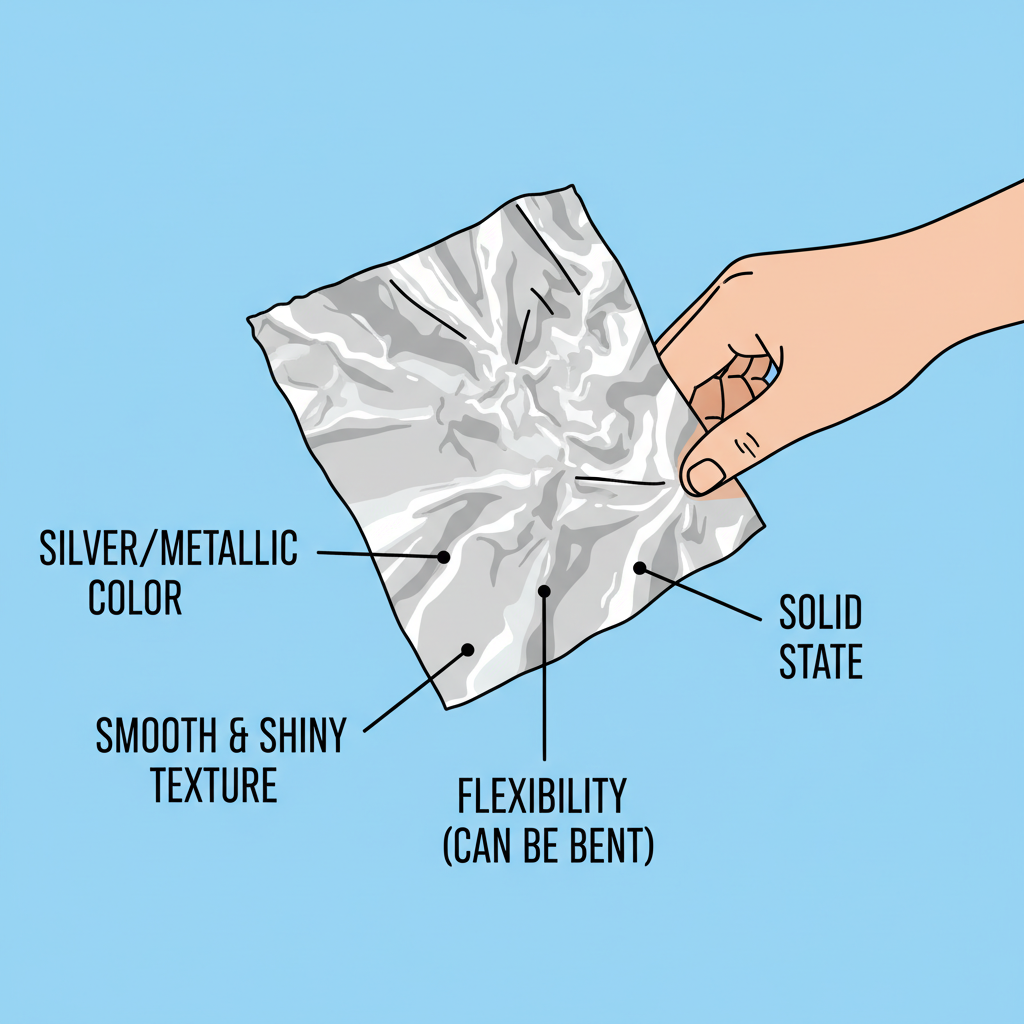 SILVER/METALLIC
COLOR
SMOOTH & SHINY
TEXTURE
FLEXIBILITY
(CAN BE BENT)
SOLID
STATE